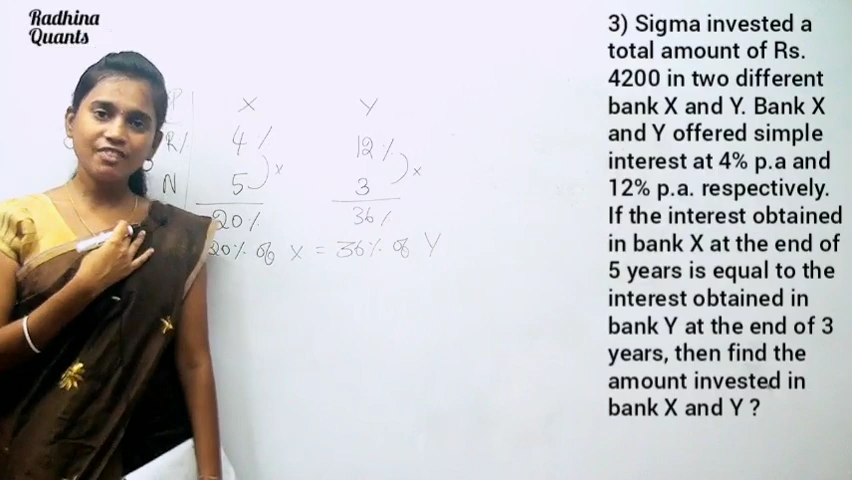 Radhina
Quants
3) Sigma invested a
total amount of Rs.
4200 in two different
bank X and Y. Bank X
and Y offered simple
interest at 4% p.a and
12% p.a. respectively.
If the interest obtained
in bank X at the end of
5 years is equal to the
interest obtained in
bank Y at the end of 3
years, then find the
amount invested in
bank X and Y ?
P X Y
R% 4% 12%
N 5 x 3 x
20% 36%
20% of X = 36% of Y